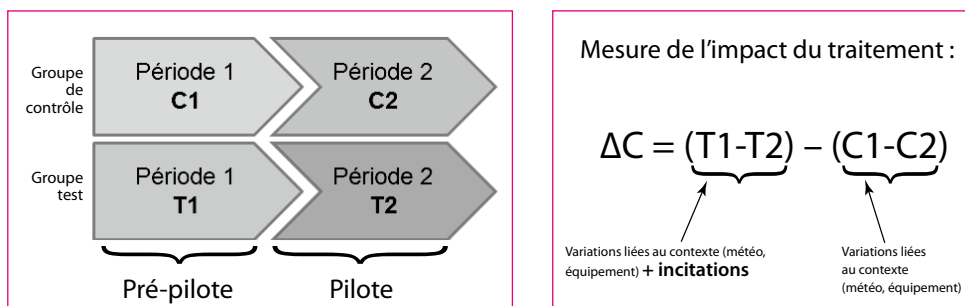 Groupe
de
contrôle
Période 1
C1
Période 2
C2
Groupe
test
Période 1
T1
Période 2
T2
Pré-pilote
Pilote
Mesure de l'impact du traitement :
ΔC = (T1-T2) – (C1-C2)
Variations liées au contexte (météo,
équipement) + incitations
Variations liées
au contexte
(météo, équipement)